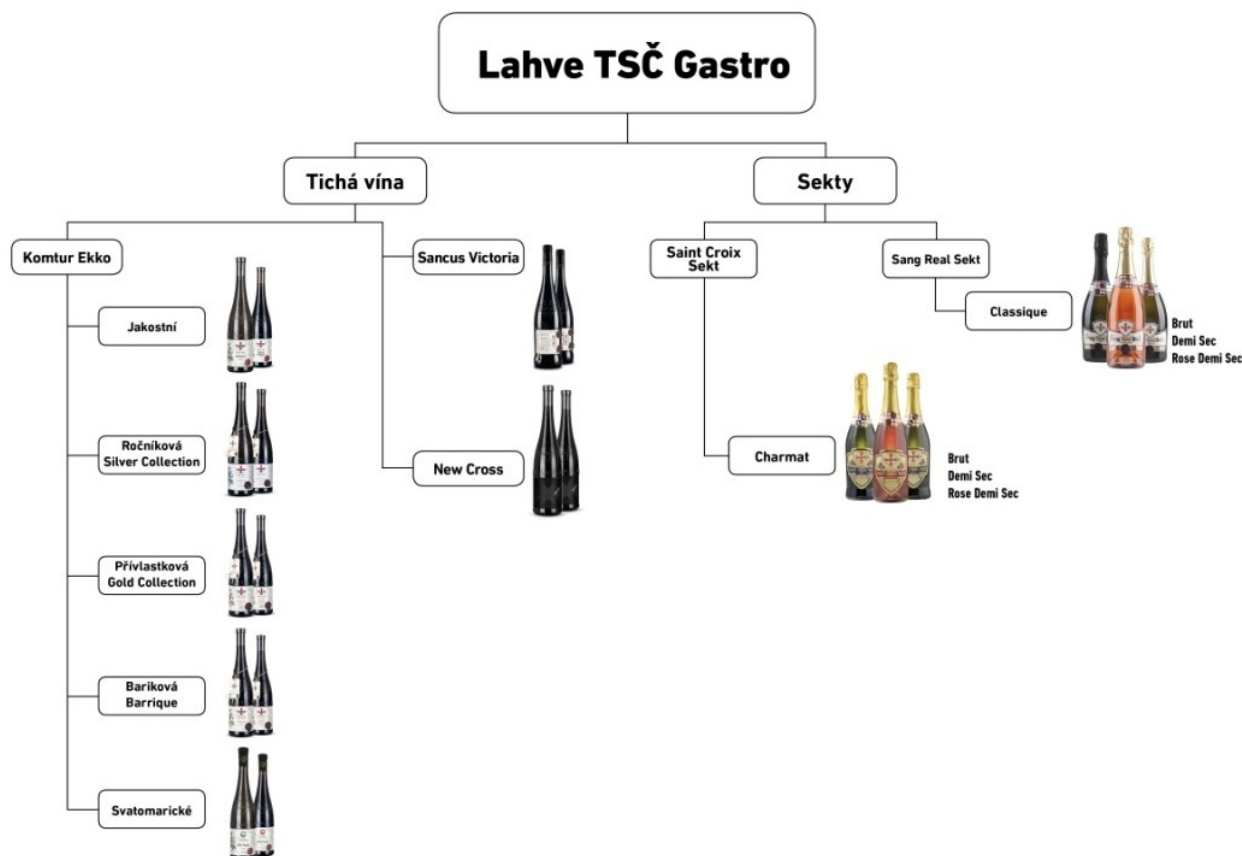 Lahve TSČ Gastro
Tichá vína
Sekty
Komtur Ekko
Sancus Victoria
Saint Croix
Sekt
Sang Real Sekt
Jakostní
Classique
Brut
Demi Sec
Rose Demi Sec
Ročníková
Silver Collection
New Cross
Charmat
Brut
Demi Sec
Rose Demi Sec
Přívlastková
Gold Collection
Bariková
Barrique
Svatomarické